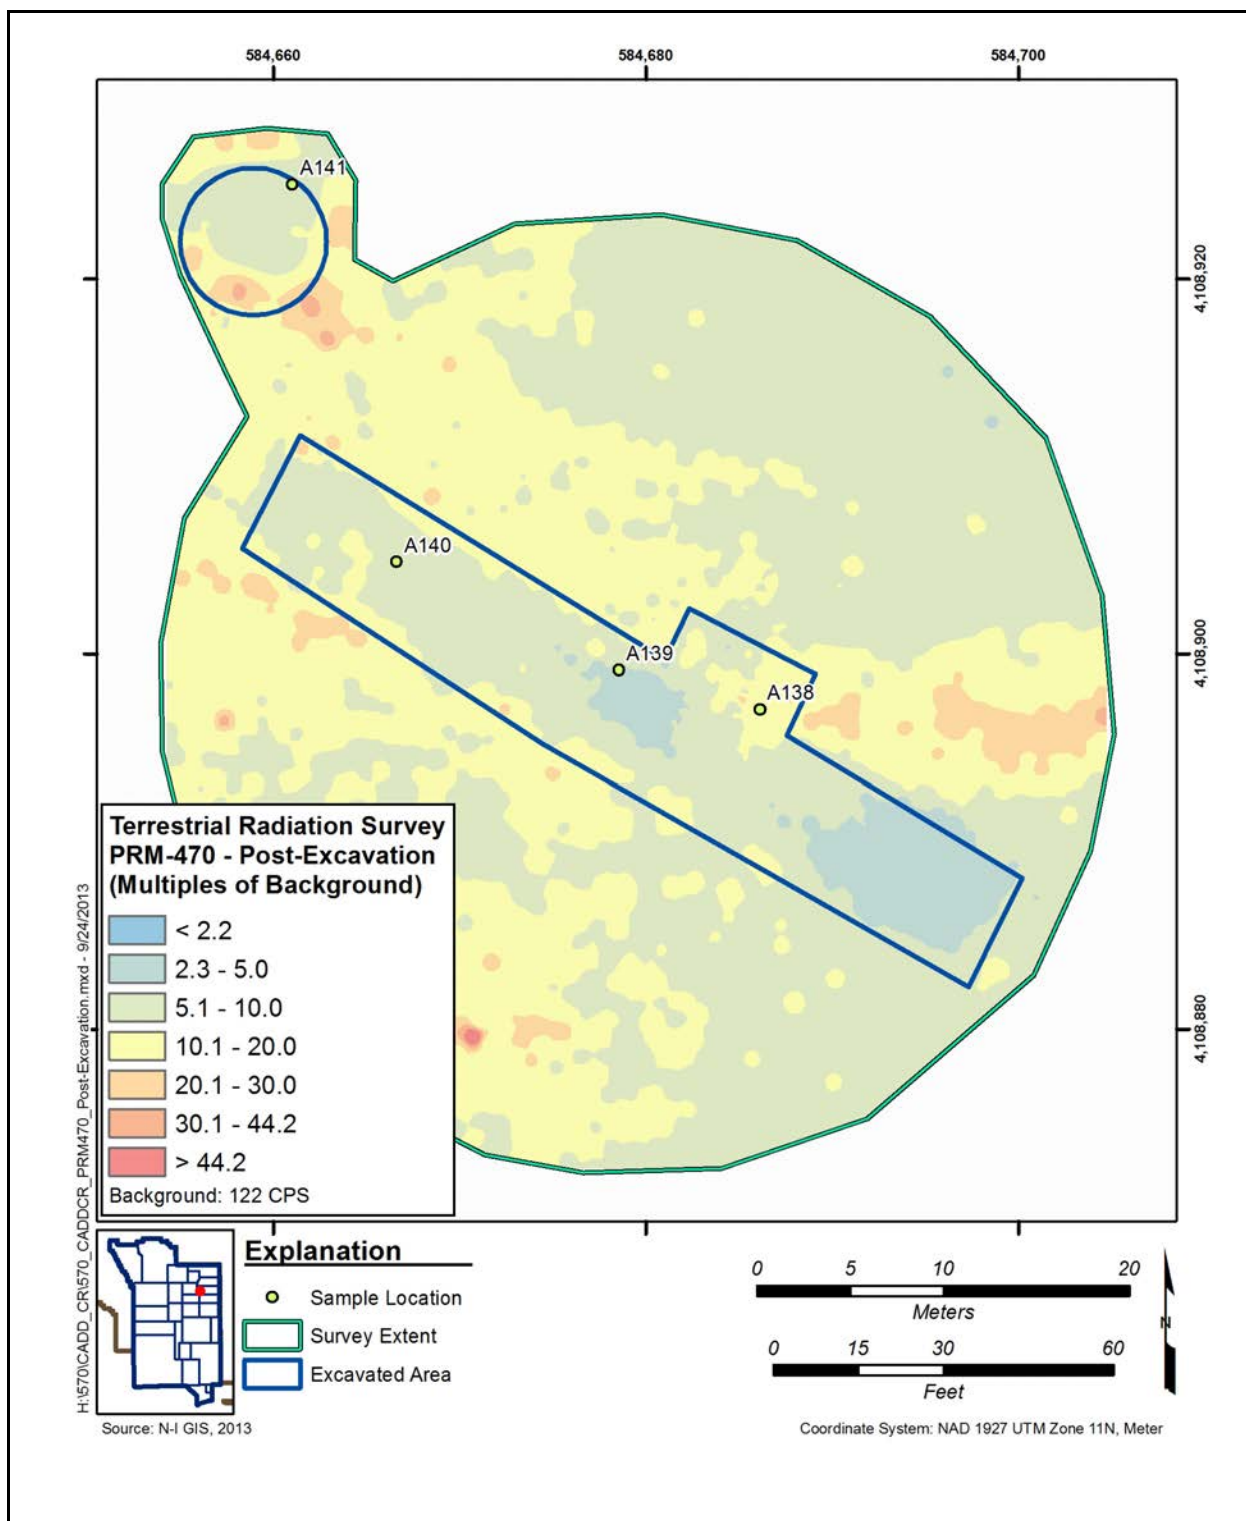 584,660
584,680
584,700
A141
4,108,920
A140
4,108,900
A139
A138
4,108,880
Terrestrial Radiation Survey
PRM-470 - Post-Excavation
(Multiples of Background)
< 2.2
2.3 - 5.0
5.1 - 10.0
10.1 - 20.0
20.1 - 30.0
30.1 - 44.2
> 44.2
Background: 122 CPS
H:\570\CADD_CR\570_CADDCR_PRM470_Post-Excavation.mxd - 9/24/2013
Explanation
Sample Location
Survey Extent
Excavated Area
0 5 10 20
Meters
0 15 30 60
Feet
N
Source: N-I GIS, 2013
Coordinate System: NAD 1927 UTM Zone 11N, Meter